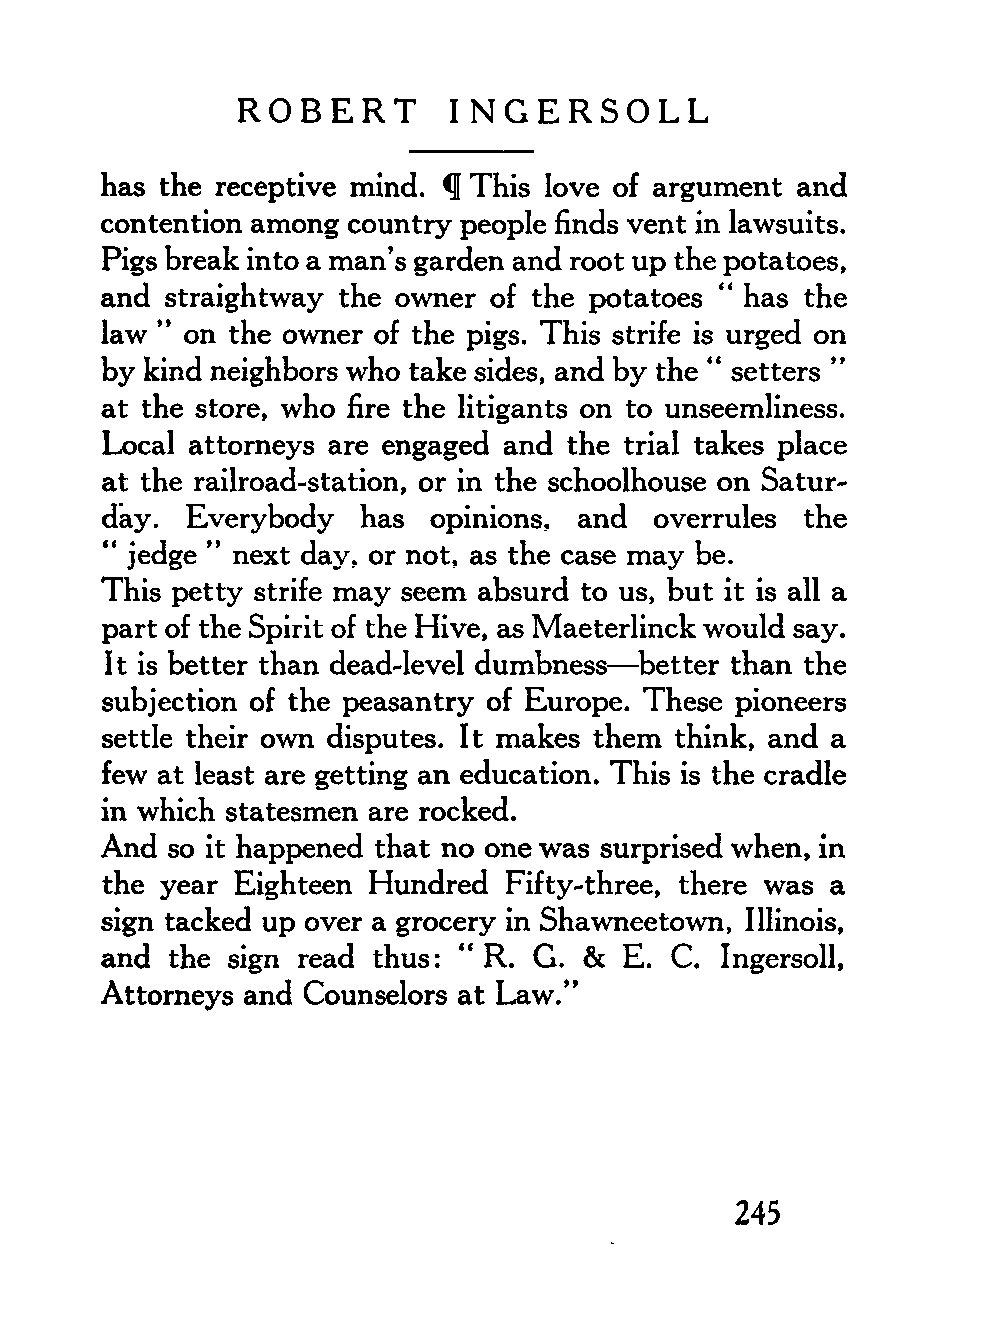 ROBERT INGERSOLL
has the receptive mind. ¶ This love of argument and
contention among country people finds vent in lawsuits.
Pigs break into a man's garden and root up the potatoes,
and straightway the owner of the potatoes " has the
law " on the owner of the pigs. This strife is urged on
by kind neighbors who take sides, and by the " setters "
at the store, who fire the litigants on to unseemliness.
Local attorneys are engaged and the trial takes place
at the railroad-station, or in the schoolhouse on Satur-
day. Everybody has opinions, and overrules the
" jedge " next day, or not, as the case may be.
This petty strife may seem absurd to us, but it is all a
part of the Spirit of the Hive, as Maeterlinck would say.
It is better than dead-level dumbness—better than the
subjection of the peasantry of Europe. These pioneers
settle their own disputes. It makes them think, and a
few at least are getting an education. This is the cradle
in which statesmen are rocked.
And so it happened that no one was surprised when, in
the year Eighteen Hundred Fifty-three, there was a
sign tacked up over a grocery in Shawneetown, Illinois,
and the sign read thus: " R. G. & E. C. Ingersoll,
Attorneys and Counselors at Law."
245